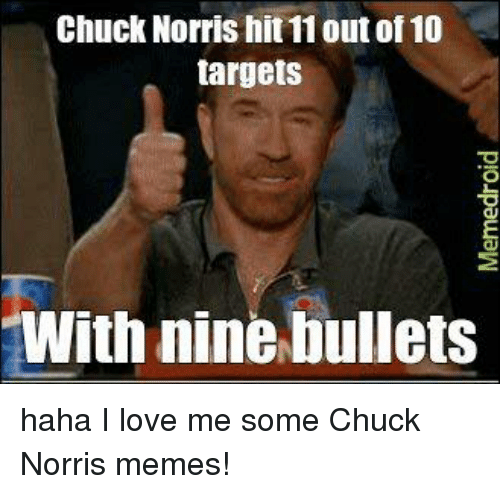 Chuck Norris hit 11 out of 10
targets
Memedroid
With nine bullets
haha I love me some Chuck
Norris memes!